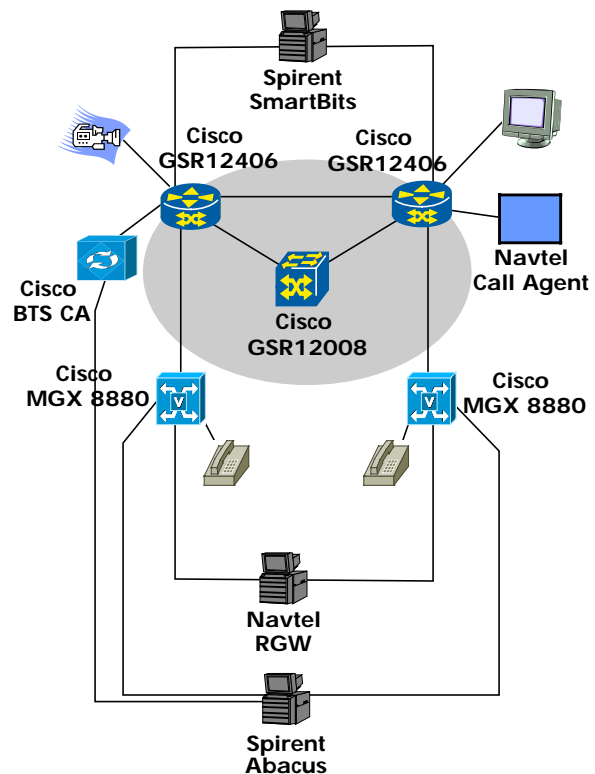 Spirent
SmartBits
Cisco
GSR12406
Cisco
GSR12406
Cisco
BTS CA
Navtel
Call Agent
Cisco
GSR12008
Cisco
MGX 8880
V
Cisco
MGX 8880
V
Navtel
RGW
Spirent
Abacus